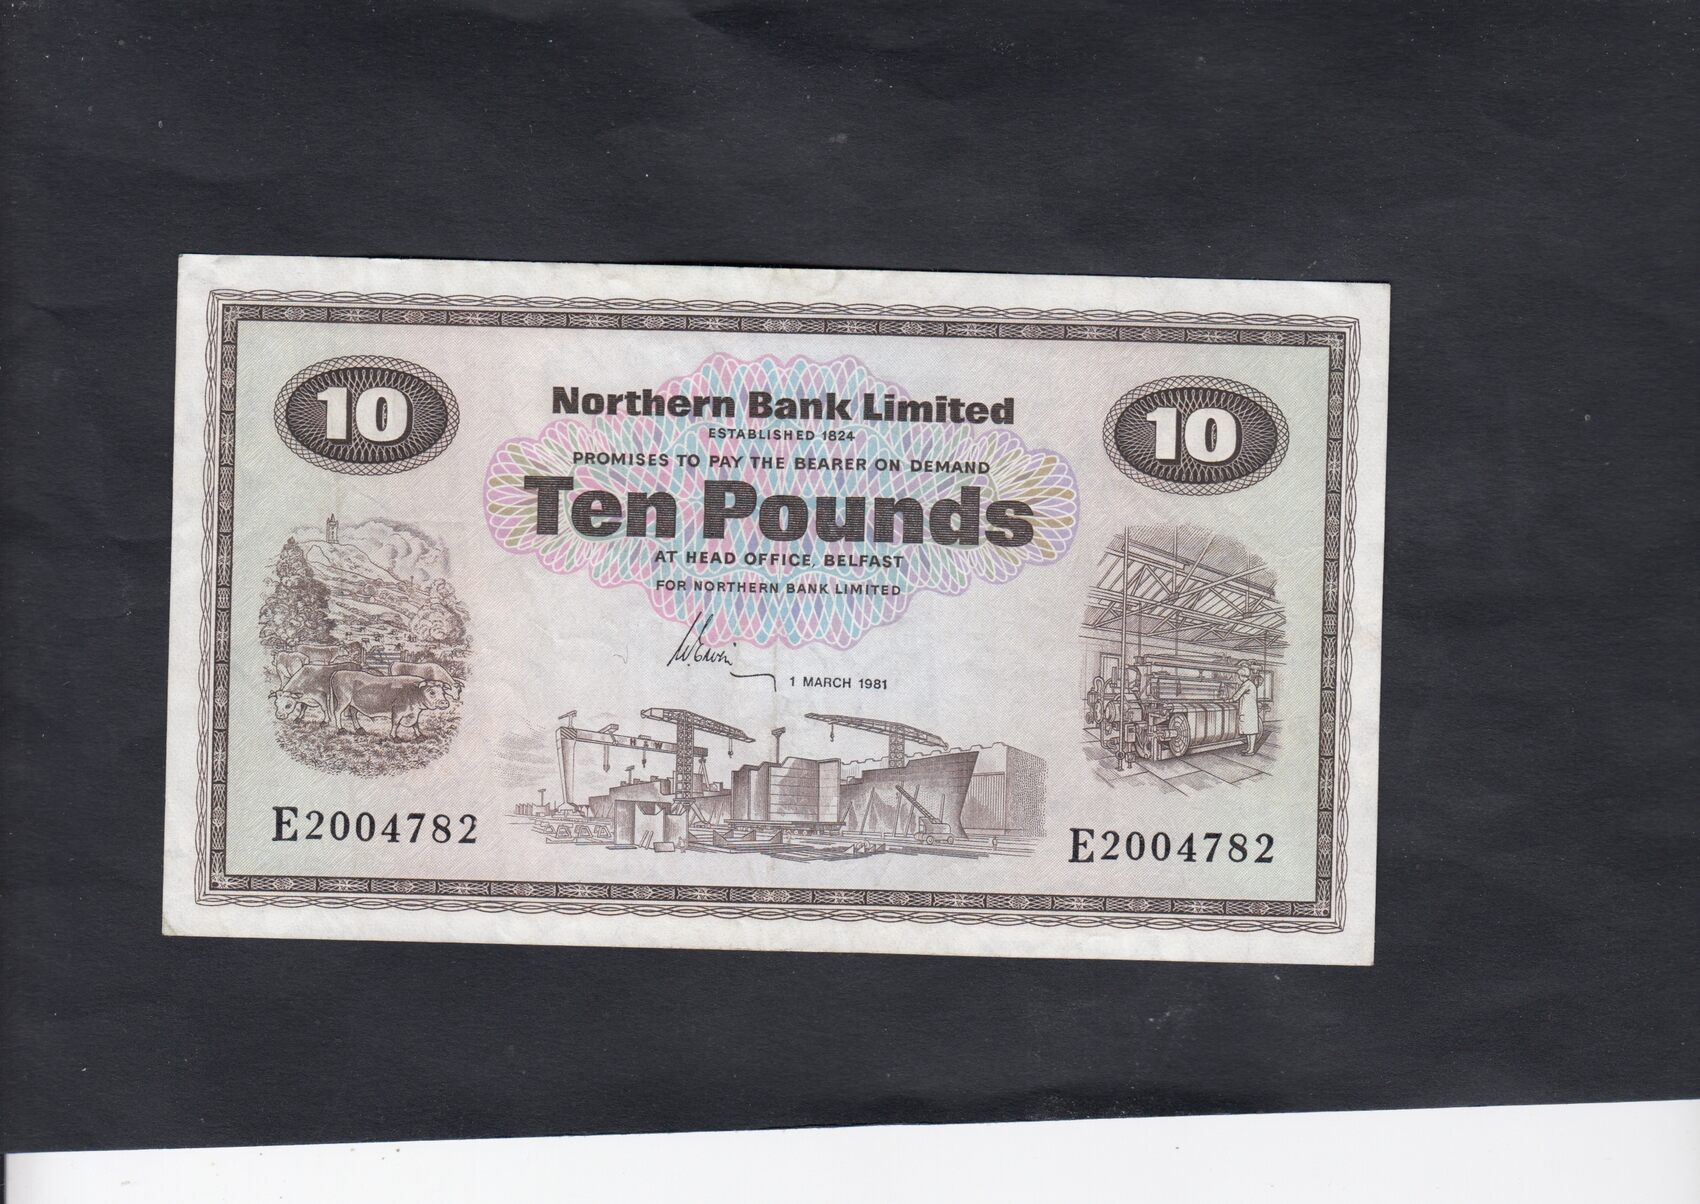 10
10
Northern Bank Limited
ESTABLISHED 1824
PROMISES TO PAY THE BEARER ON DEMAND
Ten Pounds
AT HEAD OFFICE, BELFAST
FOR NORTHERN BANK LIMITED
1 MARCH 1981
E2004782
E2004782